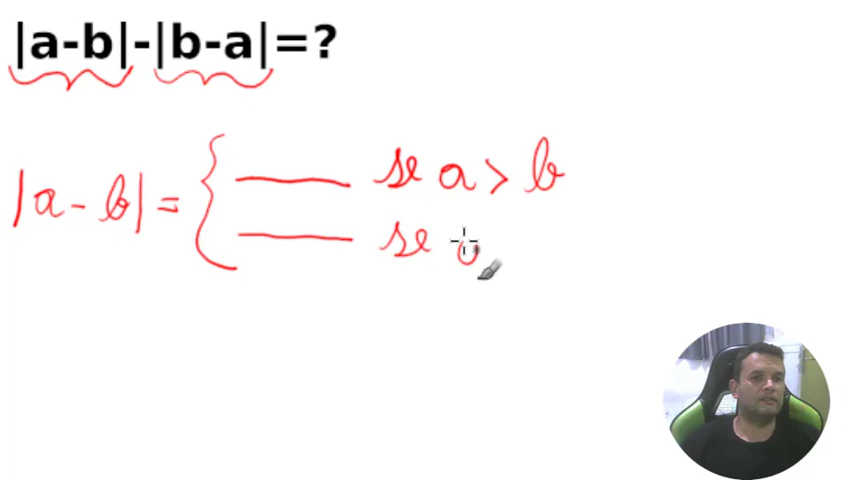 |a-b|-|b-a|=?
|a - b| = {
___ se a > b
___ se